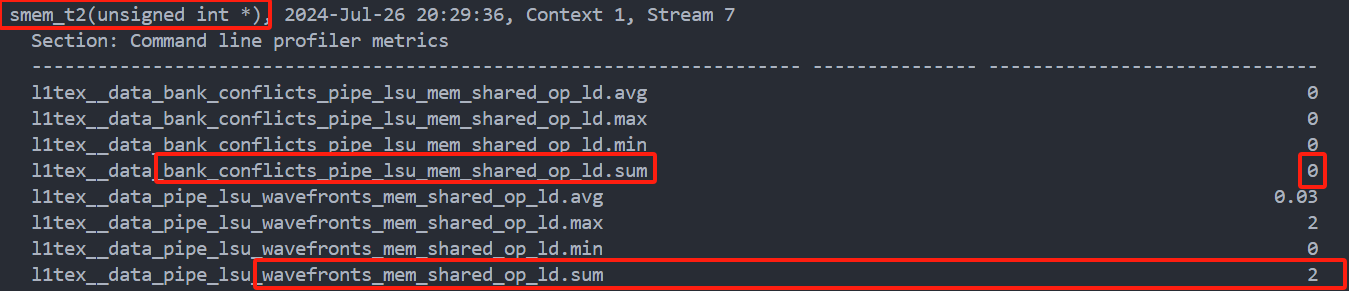 smem_t2(unsigned int *), 2024-Jul-26 20:29:36, Context 1, Stream 7
Section: Command line profiler metrics
---------------------------------------------------------------------- --------------- ------------------------------
l1tex__data_bank_conflicts_pipe_lsu_mem_shared_op_ld.avg 0
l1tex__data_bank_conflicts_pipe_lsu_mem_shared_op_ld.max 0
l1tex__data_bank_conflicts_pipe_lsu_mem_shared_op_ld.min 0
l1tex__data_bank_conflicts_pipe_lsu_mem_shared_op_ld.sum 0
l1tex__data_pipe_lsu_wavefronts_mem_shared_op_ld.avg 0.03
l1tex__data_pipe_lsu_wavefronts_mem_shared_op_ld.max 2
l1tex__data_pipe_lsu_wavefronts_mem_shared_op_ld.min 0
l1tex__data_pipe_lsu_wavefronts_mem_shared_op_ld.sum 2